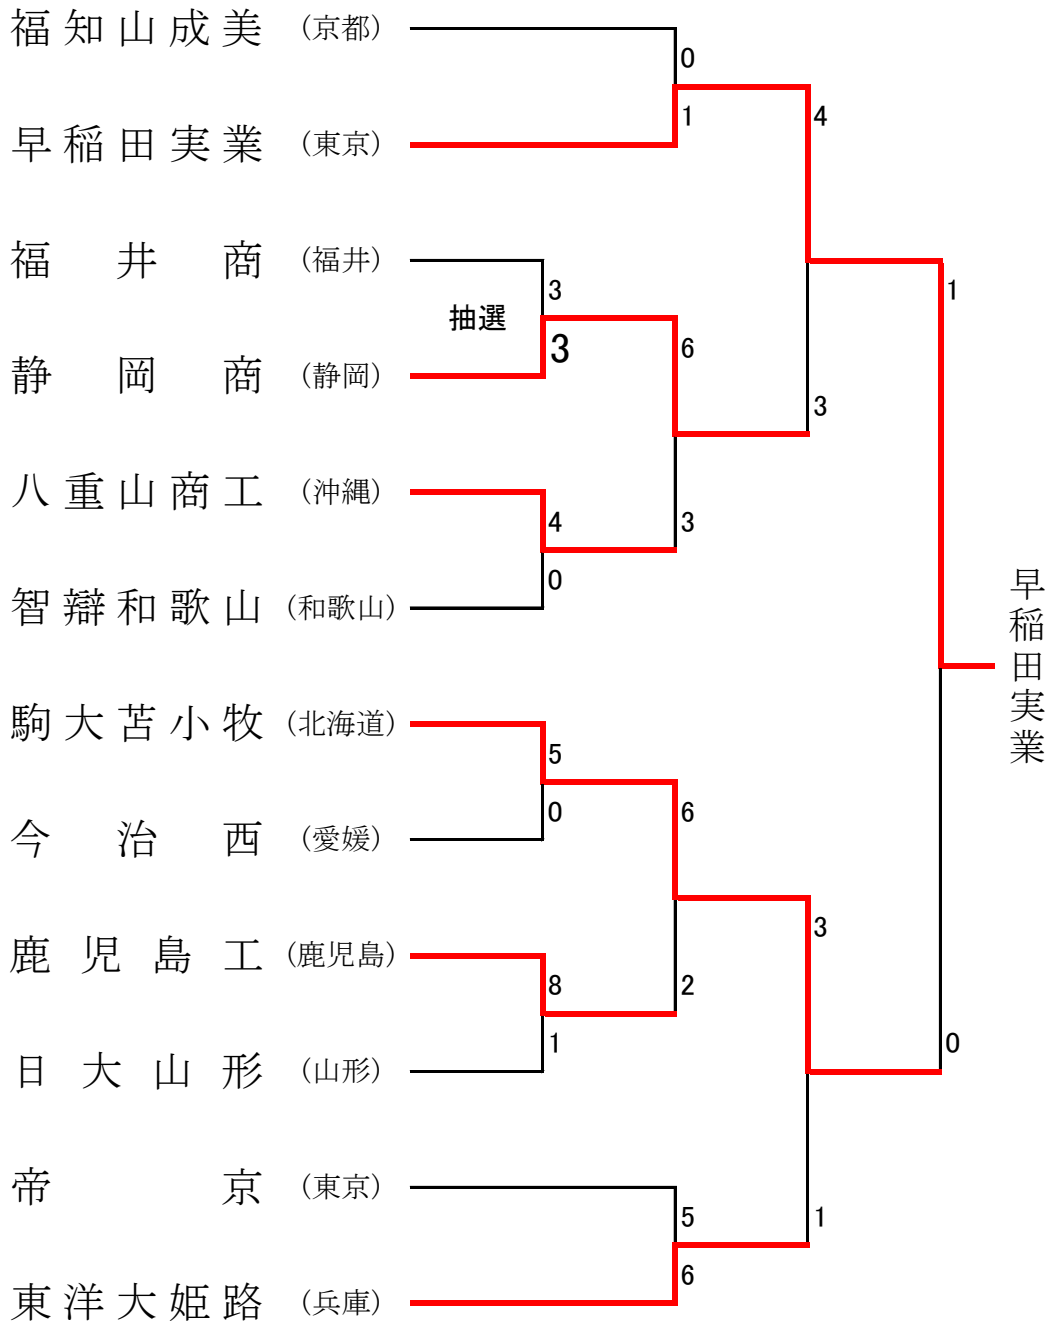 福知山成美 (京都)
0
1
4
早稲田実業 (東京)
福井商 (福井)
3
1
抽選
3
6
静岡商 (静岡)
3
八重山商工 (沖縄)
4
3
0
智辯和歌山 (和歌山)
早稲田実業
駒大苫小牧 (北海道)
5
0
6
今治西 (愛媛)
3
鹿児島工 (鹿児島)
8
2
1
0
日大山形 (山形)
帝京 (東京)
5
1
6
東洋大姫路 (兵庫)